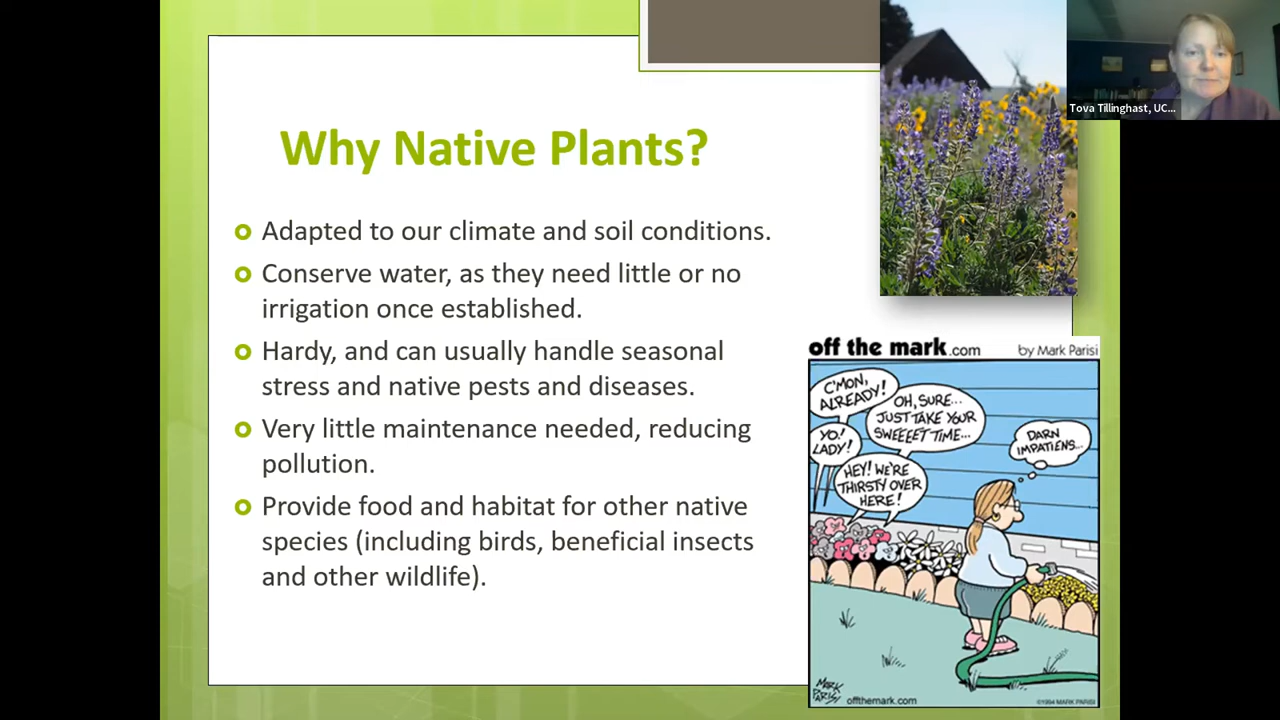 Tova Tillinghast, UC...
Why Native Plants?
Adapted to our climate and soil conditions.
Conserve water, as they need little or no
irrigation once established.
Hardy, and can usually handle seasonal
stress and native pests and diseases.
Very little maintenance needed, reducing
pollution.
Provide food and habitat for other native
species (including birds, beneficial insects
and other wildlife).
off the mark.com by Mark Parisi
C'MON,
ALREADY!
OH, SURE...
JUST TAKE YOUR
SWEEEET TIME...
YO!
LADY!
DARN
IMPATIENS...
HEY! WE'RE
THIRSTY OVER
HERE!
MARK
PARISI
offthemark.com ©1994 MARK PARISI